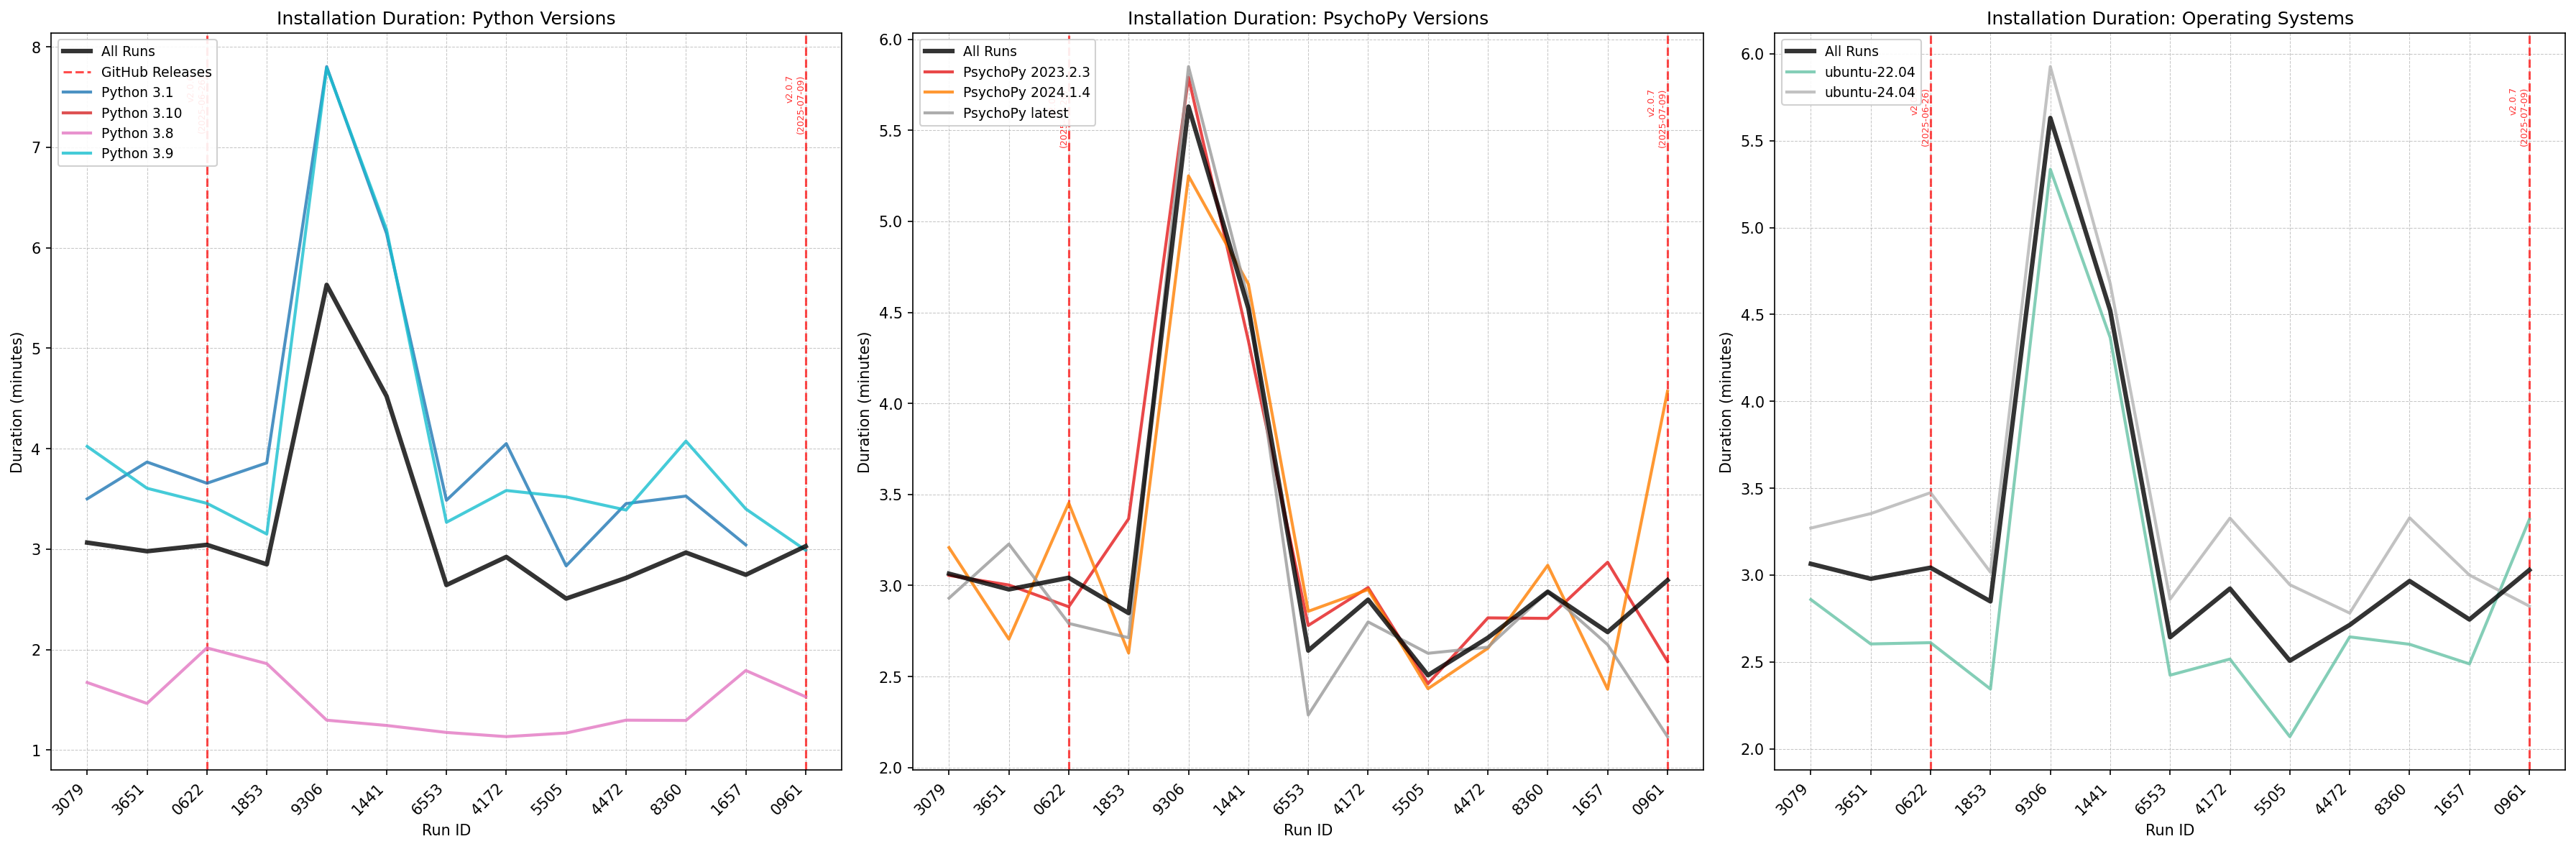 Installation Duration: Python Versions
All Runs
GitHub Releases
Python 3.1
Python 3.10
Python 3.8
Python 3.9
v2.0.7
(2025-07-09)
8
7
6
5
4
3
2
1
Duration (minutes)
3079
3651
0622
1853
9306
1441
6553
4172
5505
4472
8360
1657
0961
Run ID
Installation Duration: PsychoPy Versions
All Runs
PsychoPy 2023.2.3
PsychoPy 2024.1.4
PsychoPy latest
(2025
v2.0.7
(2025-07-09)
6.0
5.5
5.0
4.5
4.0
3.5
3.0
2.5
2.0
Duration (minutes)
3079
3651
0622
1853
9306
1441
6553
4172
5505
4472
8360
1657
0961
Run ID
Installation Duration: Operating Systems
All Runs
ubuntu-22.04
ubuntu-24.04
(2025-06-26)
v2.0.7
(2025-07-09)
6.0
5.5
5.0
4.5
4.0
3.5
3.0
2.5
2.0
Duration (minutes)
3079
3651
0622
1853
9306
1441
6553
4172
5505
4472
8360
1657
0961
Run ID